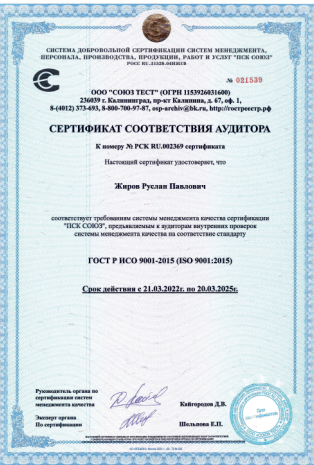 СИСТЕМА ДОБРОВОЛЬНОЙ СЕРТИФИКАЦИИ СИСТЕМ МЕНЕДЖМЕНТА,
ПЕРСОНАЛА, ПРОИЗВОДСТВА, ПРОДУКЦИИ, РАБОТ И УСЛУГ "ПСК СОЮЗ"
№ 021539
ООО "СОЮЗ ТЕСТ" (ОГРН 1153926031600)
236039 г. Калининград, пр-кт Калинина, д. 67, оф. 1,
8-(4012) 373-693, 8-800-700-97-87, osp-archiv@bk.ru, http://гостреестр.рф
СЕРТИФИКАТ СООТВЕТСТВИЯ АУДИТОРА
К номеру № РСК RU.002369 сертификата
Настоящий сертификат удостоверяет, что
Жиров Руслан Павлович
соответствует требованиям системы менеджмента качества сертификации
"ПСК СОЮЗ", предъявляемым к аудиторам внутренних проверок
системы менеджмента качества на соответствие стандарту
ГОСТ Р ИСО 9001-2015 (ISO 9001:2015)
Срок действия с 21.03.2022г. по 20.03.2025г.
Руководитель органа по
сертификации систем
менеджмента качества
Кайгородов Д.В.
Эксперт органа
По сертификации
Шольпова Е.П.